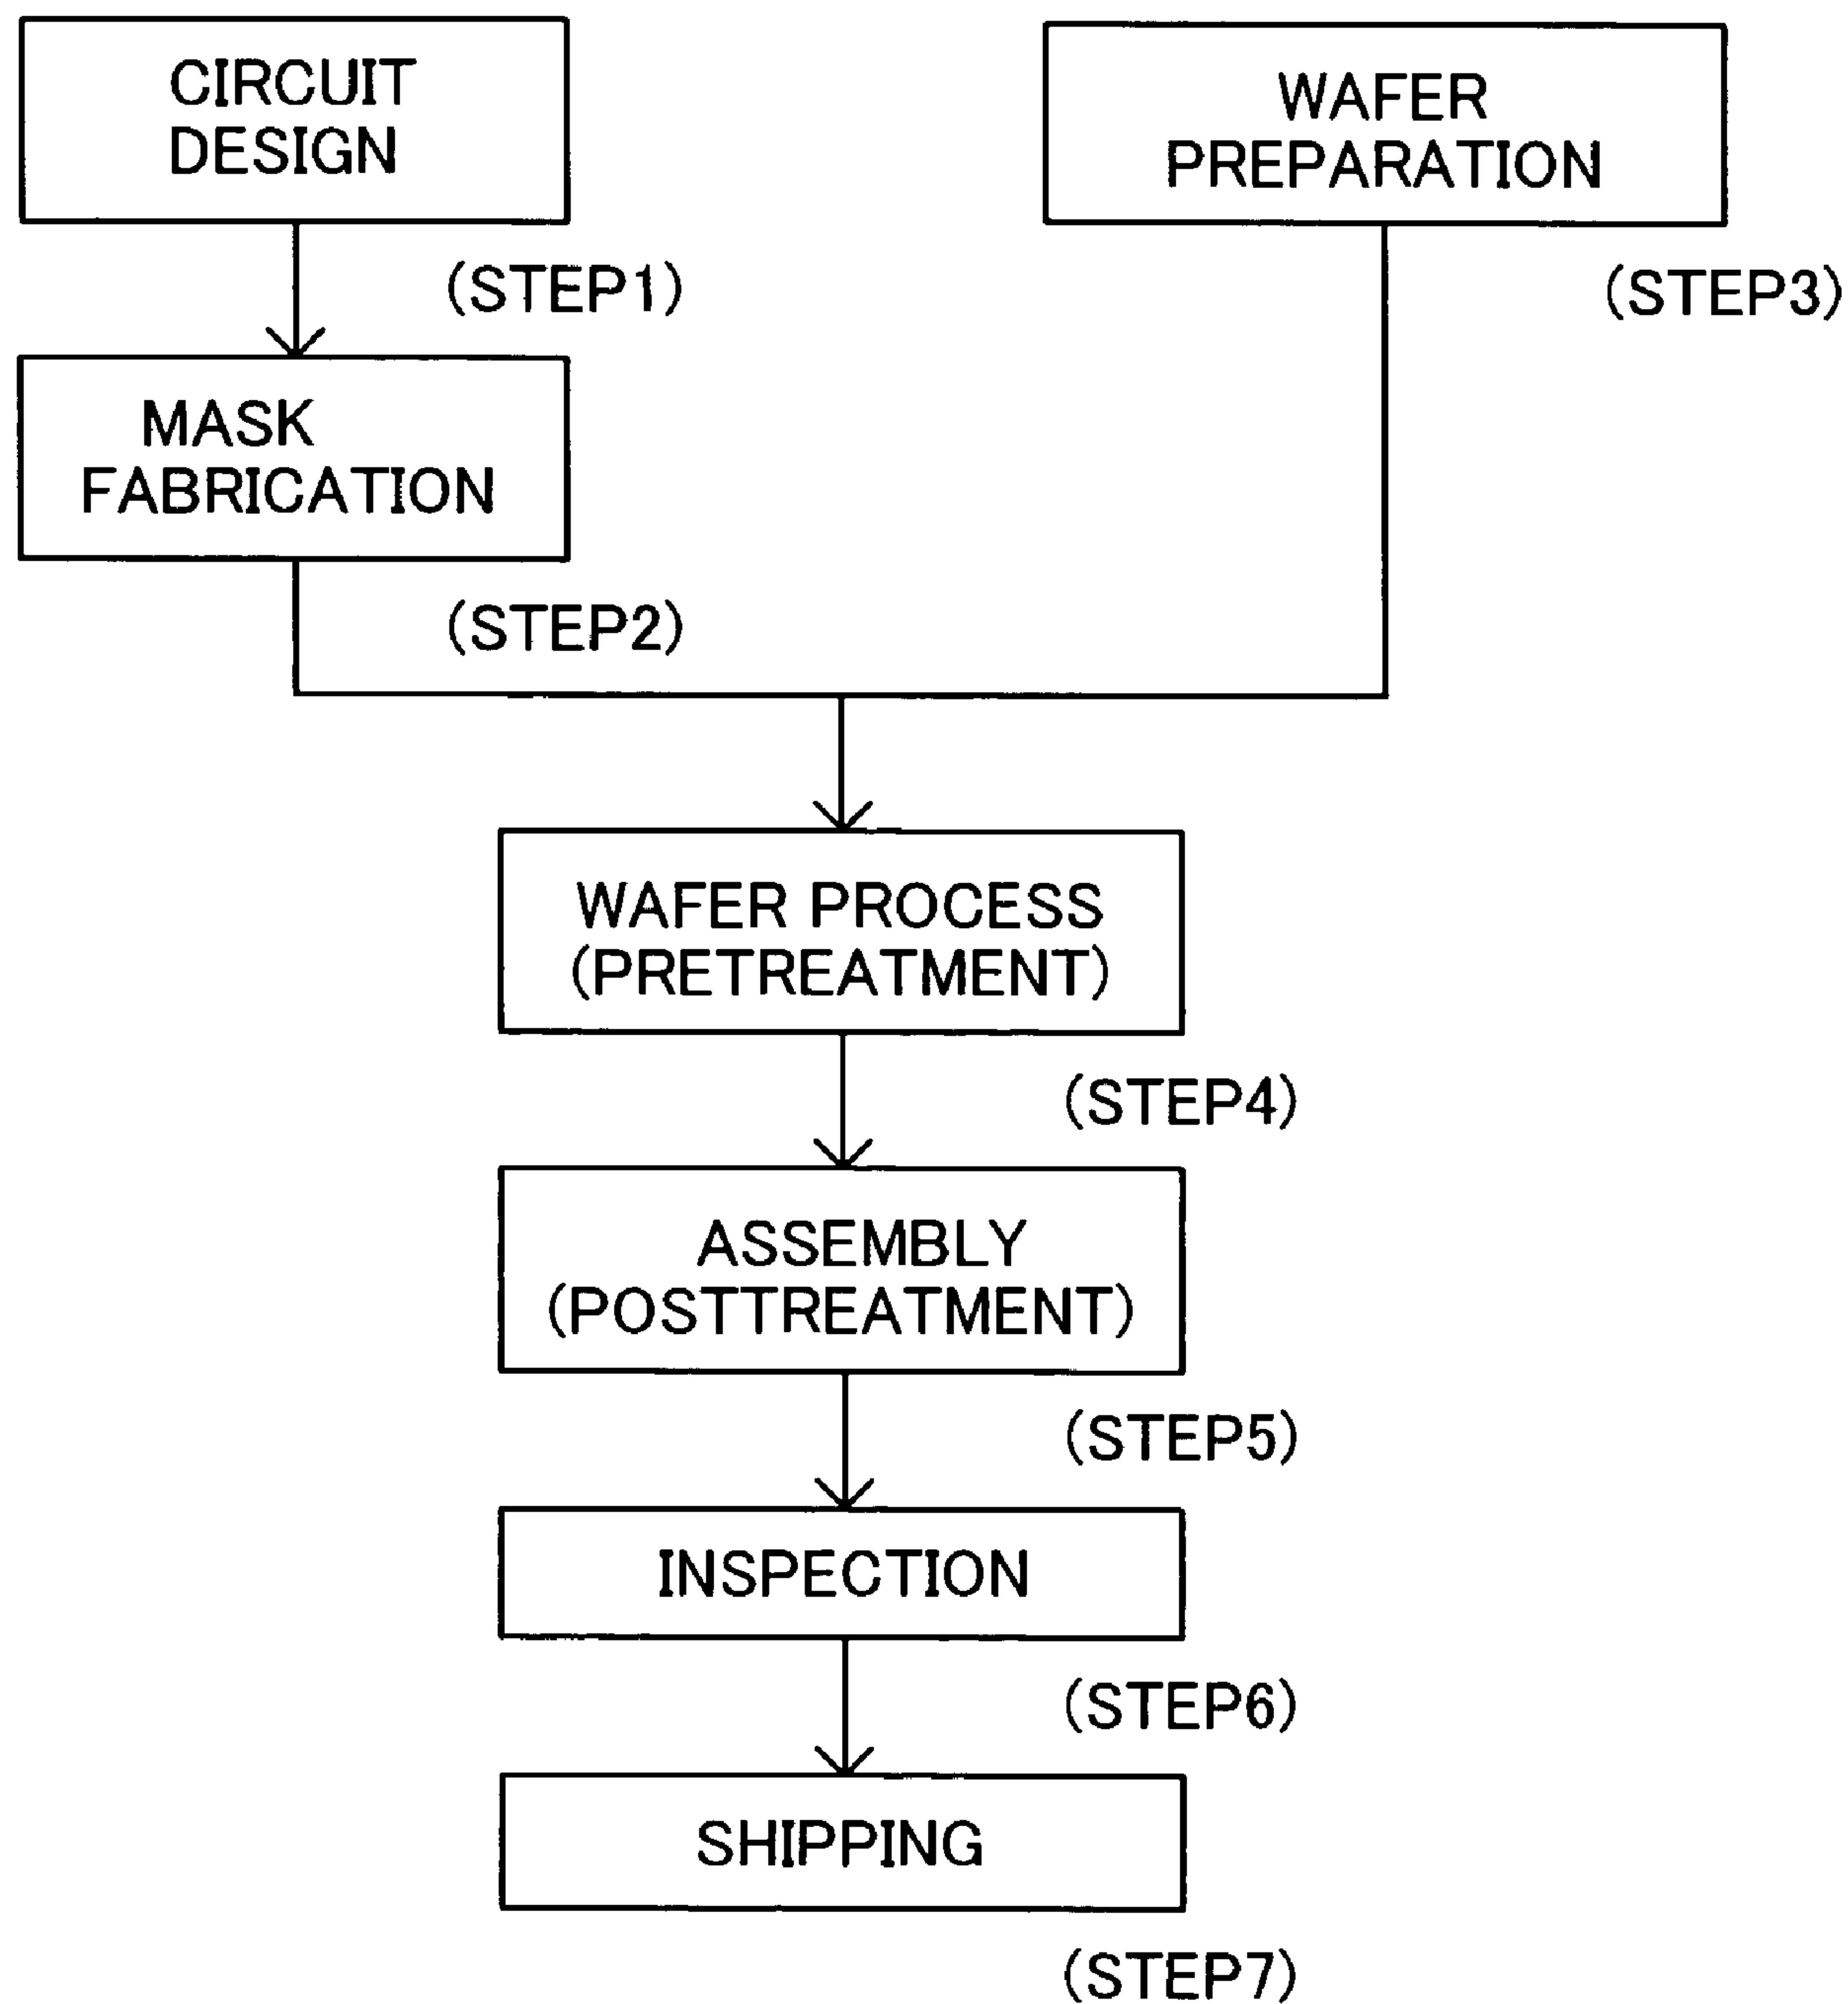 CIRCUIT
DESIGN
(STEP1)
MASK
FABRICATION
(STEP2)
WAFER
PREPARATION
(STEP3)
WAFER PROCESS
(PRETREATMENT)
(STEP4)
ASSEMBLY
(POSTTREATMENT)
(STEP5)
INSPECTION
(STEP6)
SHIPPING
(STEP7)